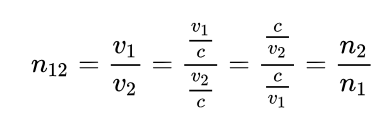 n₁₂ = v₁/v₂ = (v₁/c)/(v₂/c) = (c/v₂)/(c/v₁) = n₂/n₁